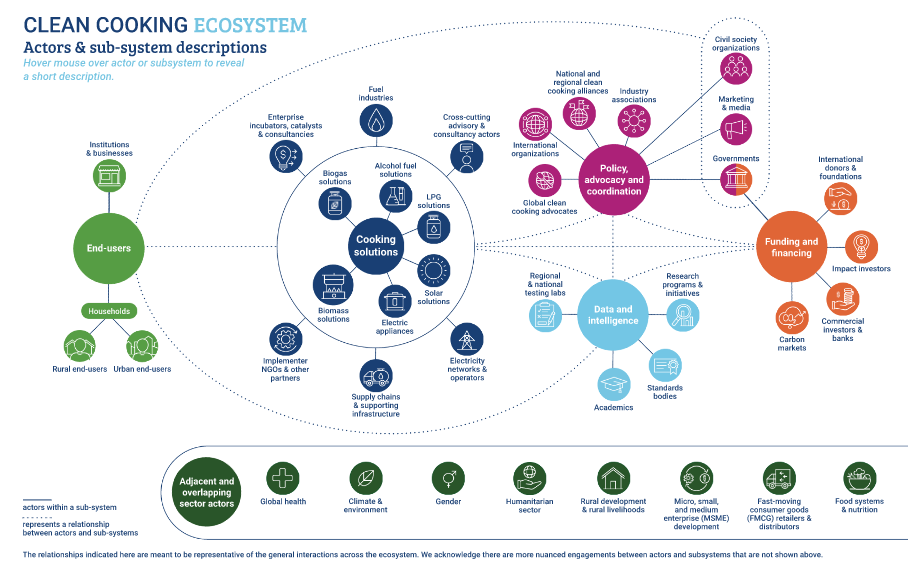 CLEAN COOKING ECOSYSTEM
Actors & sub-system descriptions
Hover mouse over actor or subsystem to reveal
a short description.
Institutions
& businesses
End-users
Households
Rural end-users
Urban end-users
Fuel
industries
Enterprise
incubators, catalysts
& consultancies
Cross-cutting
advisory &
consultancy actors
Biogas
solutions
Alcohol fuel
solutions
LPG
solutions
Cooking
solutions
Solar
solutions
Biomass
solutions
Electric
appliances
Implementer
NGOs & other
partners
Supply chains
& supporting
infrastructure
Electricity
networks &
operators
National and
regional clean
cooking alliances
Industry
associations
International
organizations
Global clean
cooking advocates
Policy,
advocacy and
coordination
Civil society
organizations
Marketing
& media
Governments
International
donors &
foundations
Funding and
financing
Impact investors
Commercial
investors &
banks
Carbon
markets
Regional
& national
testing labs
Research
programs &
initiatives
Data and
intelligence
Academics
Standards
bodies
Adjacent and
overlapping
sector actors
Global health
Climate &
environment
Gender
Humanitarian
sector
Rural development
& rural livelihoods
Micro, small,
and medium
enterprise (MSME)
development
Fast-moving
consumer goods
(FMCG) retailers &
distributors
Food systems
& nutrition
actors within a sub-system
represents a relationship
between actors and sub-systems
The relationships indicated here are meant to be representative of the general interactions across the ecosystem. We acknowledge there are more nuanced engagements between actors and subsystems that are not shown above.